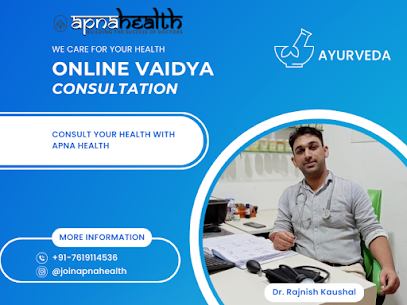 apnahealth
WE CARE FOR YOUR HEALTH
ONLINE VAIDYA
CONSULTATION
AYURVEDA
CONSULT YOUR HEALTH WITH
APNA HEALTH
MORE INFORMATION
+91-7619114536
@joinapnahealth
Dr. Rajnish Kaushal